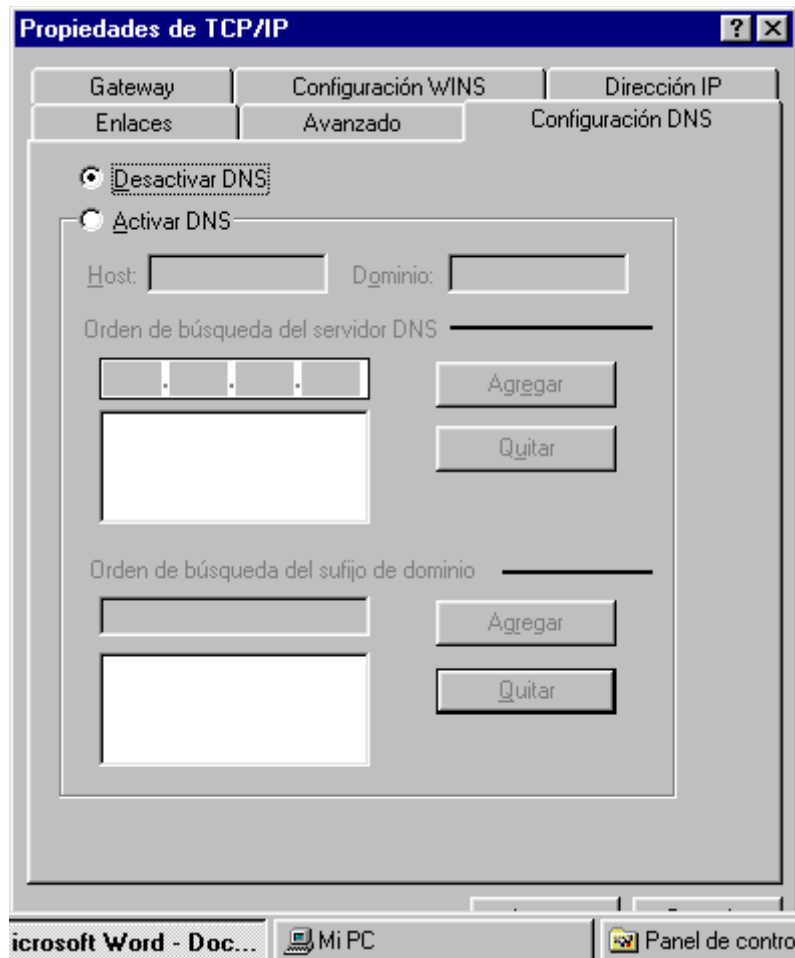 Propiedades de TCP/IP
Gateway Configuración WINS Dirección IP
Enlaces Avanzado Configuración DNS
Desactivar DNS
Activar DNS
Host: Dominio:
Orden de búsqueda del servidor DNS
. . . Agregar
Quitar
Orden de búsqueda del sufijo de dominio
Agregar
Quitar
icrosoft Word - Doc... Mi PC Panel de contro